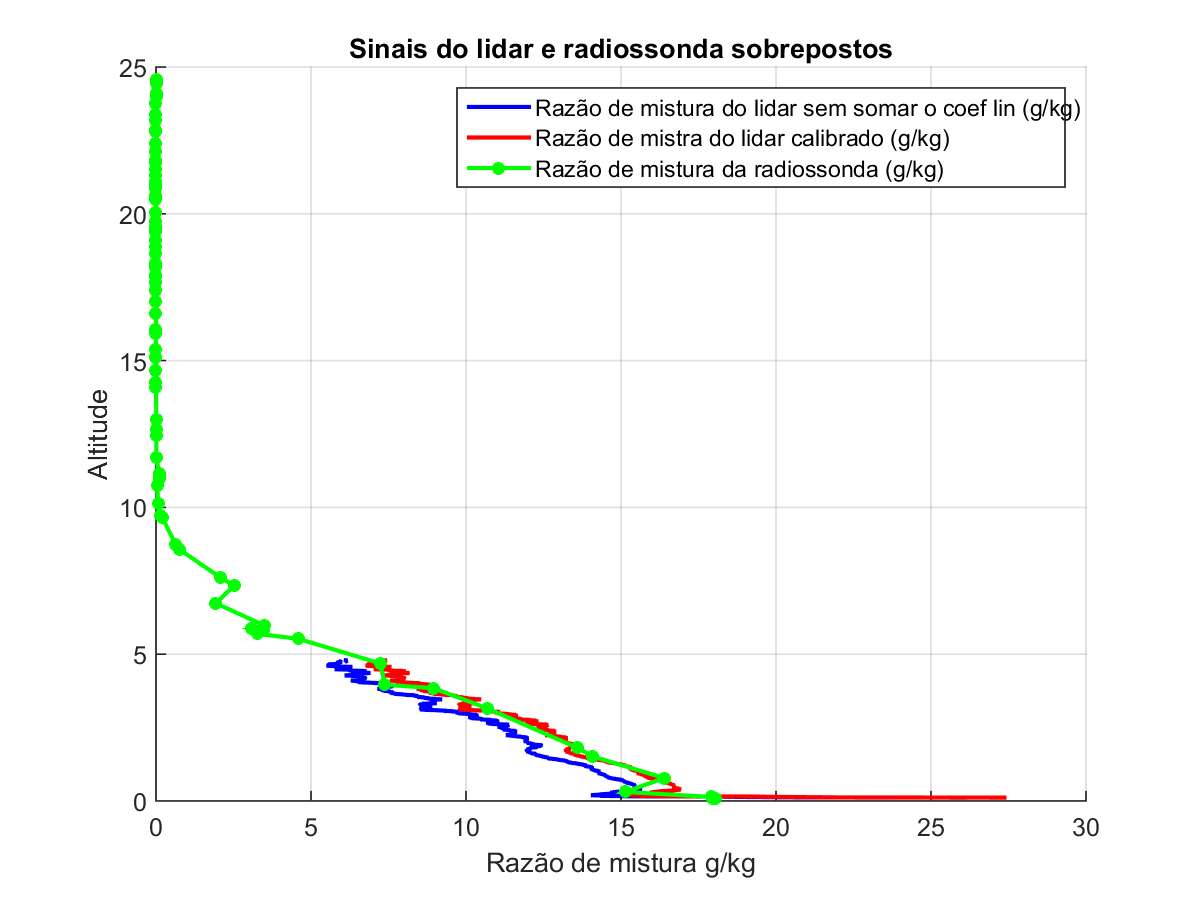 Sinais do lidar e radiossonda sobrepostos
25
Razão de mistura do lidar sem somar o coef lin (g/kg)
Razão de mistra do lidar calibrado (g/kg)
Razão de mistura da radiossonda (g/kg)
20
15
Altitude
10
5
0
0 5 10 15 20 25 30
Razão de mistura g/kg